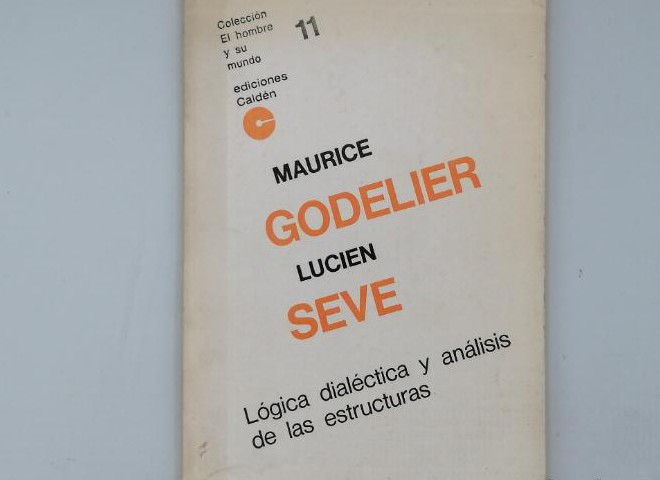 Colección
El hombre
y su
mundo
11
ediciones
Caldén
MAURICE
GODELIER
LUCIEN
SEVE
Lógica dialéctica y análisis
de las estructuras